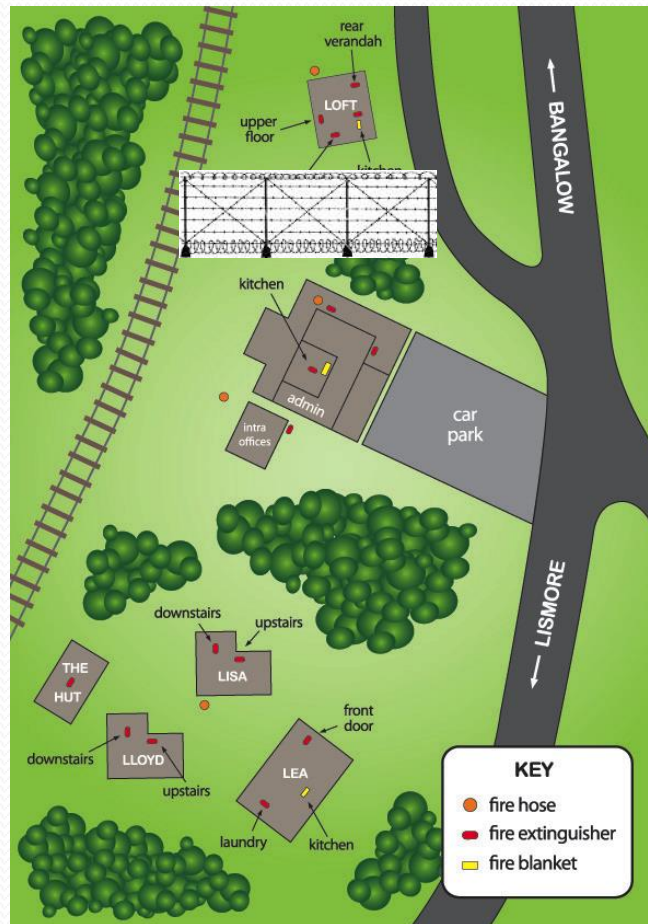 rear
verandah
LOFT
upper
floor
kitchen
BANGALOW
kitchen
admin
intra
offices
car
park
LISMORE
downstairs
upstairs
LISA
THE
HUT
downstairs
LLOYD
upstairs
front
door
LEA
laundry
kitchen
KEY
fire hose
fire extinguisher
fire blanket